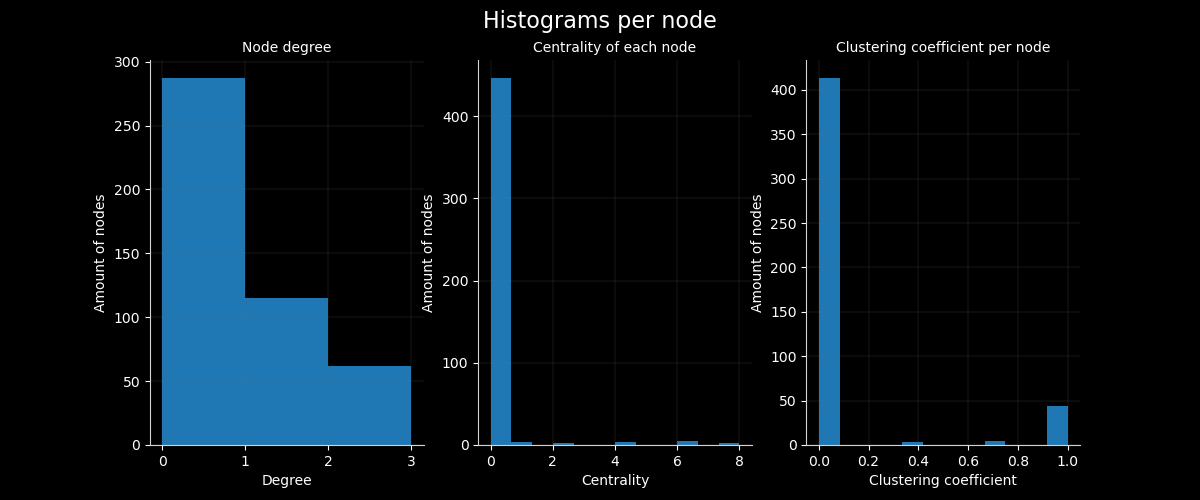 Histograms per node
Node degree
Amount of nodes
300
250
200
150
100
50
0
0 1 2 3
Degree
Centrality of each node
Amount of nodes
400
300
200
100
0
0 2 4 6 8
Centrality
Clustering coefficient per node
Amount of nodes
400
350
300
250
200
150
100
50
0
0.0 0.2 0.4 0.6 0.8 1.0
Clustering coefficient